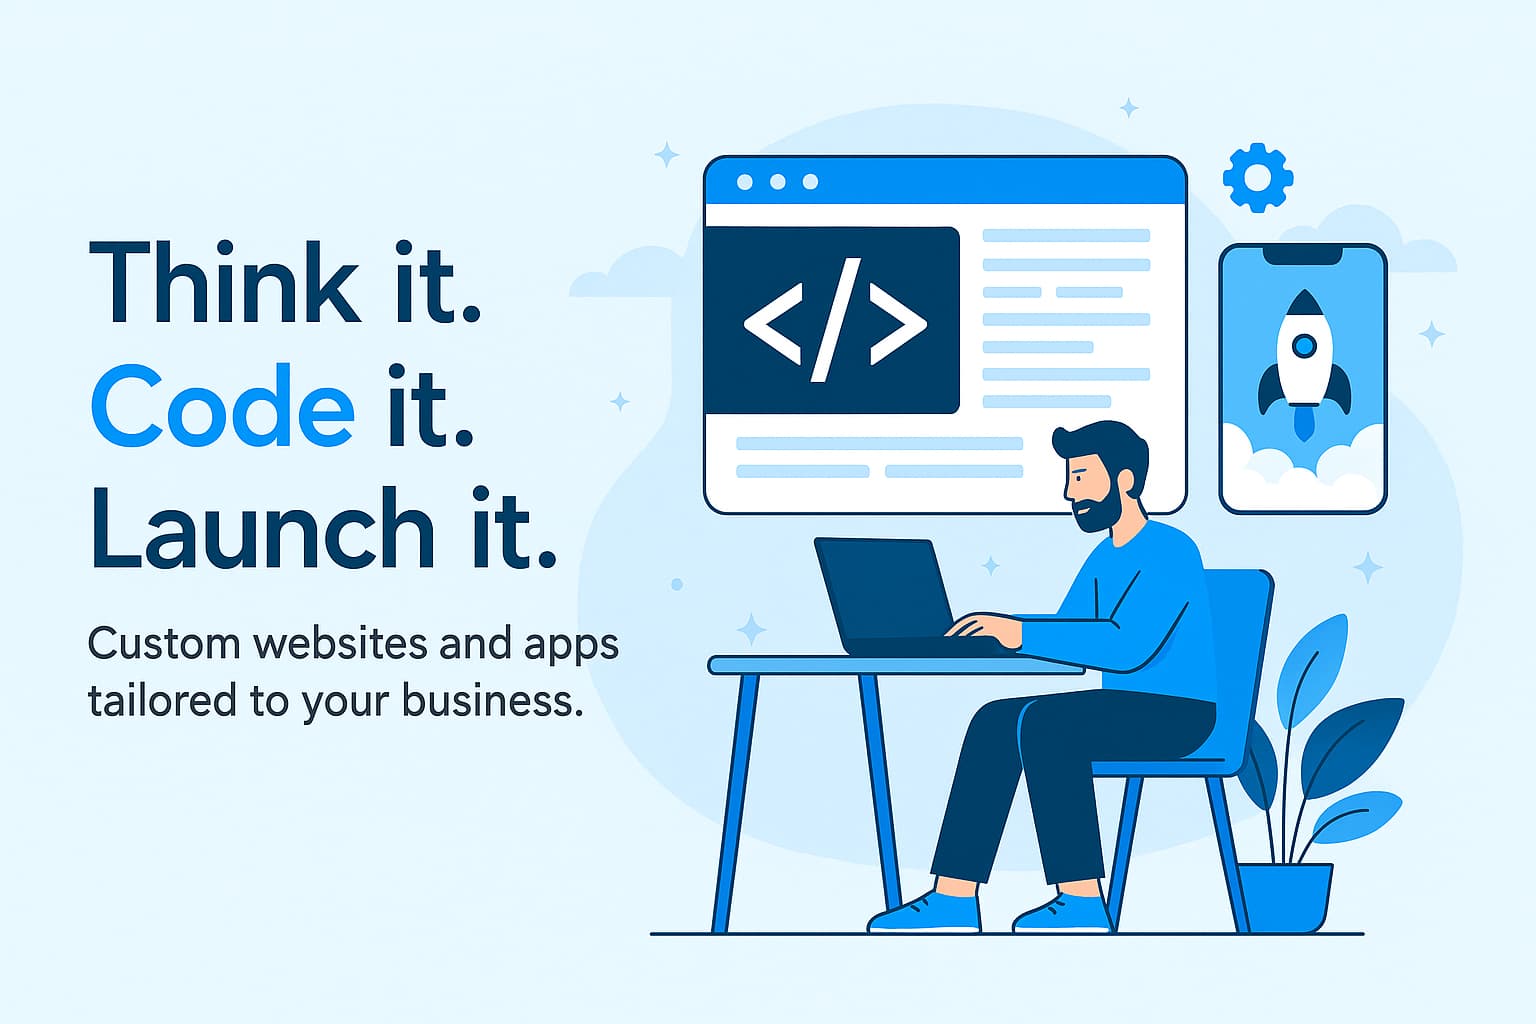 Think it.
Code it.
Launch it.
Custom websites and apps
tailored to your business.
</>